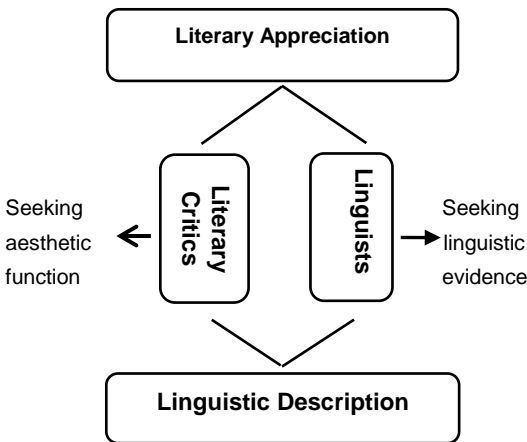 Literary Appreciation
Seeking
aesthetic
function
Literary
Critics
Linguists
Seeking
linguistic
evidence
Linguistic Description